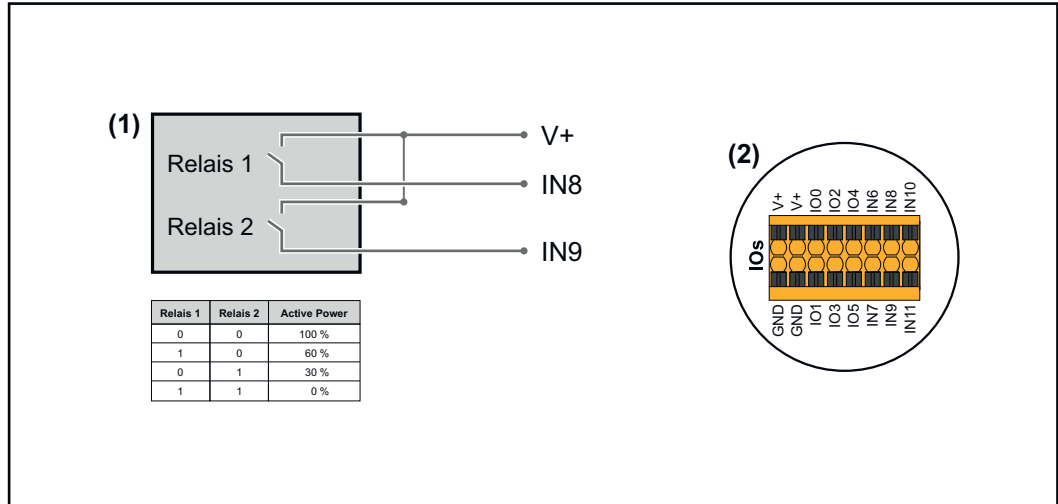 (1)
Relais 1
Relais 2
V+
IN8
IN9
Relais 1 Relais 2 Active Power
0 0 100 %
1 0 60 %
0 1 30 %
1 1 0 %
(2)
V+ V+ IO0 IO2 IO4 IN6 IN8 IN10
IOs
GND GND IO1 IO3 IO5 IN7 IN9 IN11